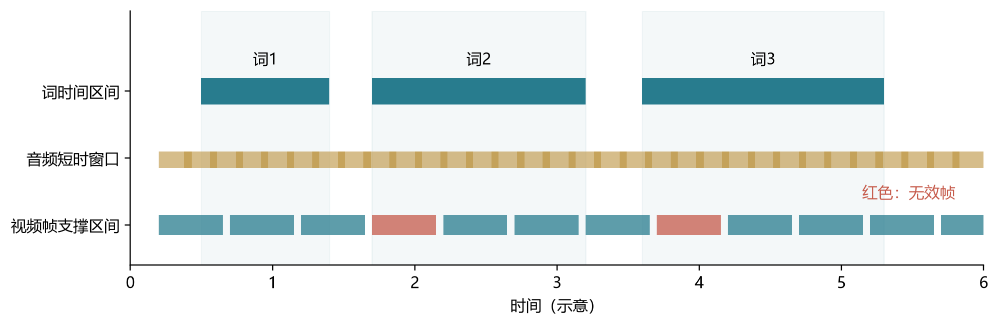 词1
词2
词3
词时间区间
音频短时窗口
红色：无效帧
视频帧支撑区间
0
1
2
3
4
5
6
时间（示意）